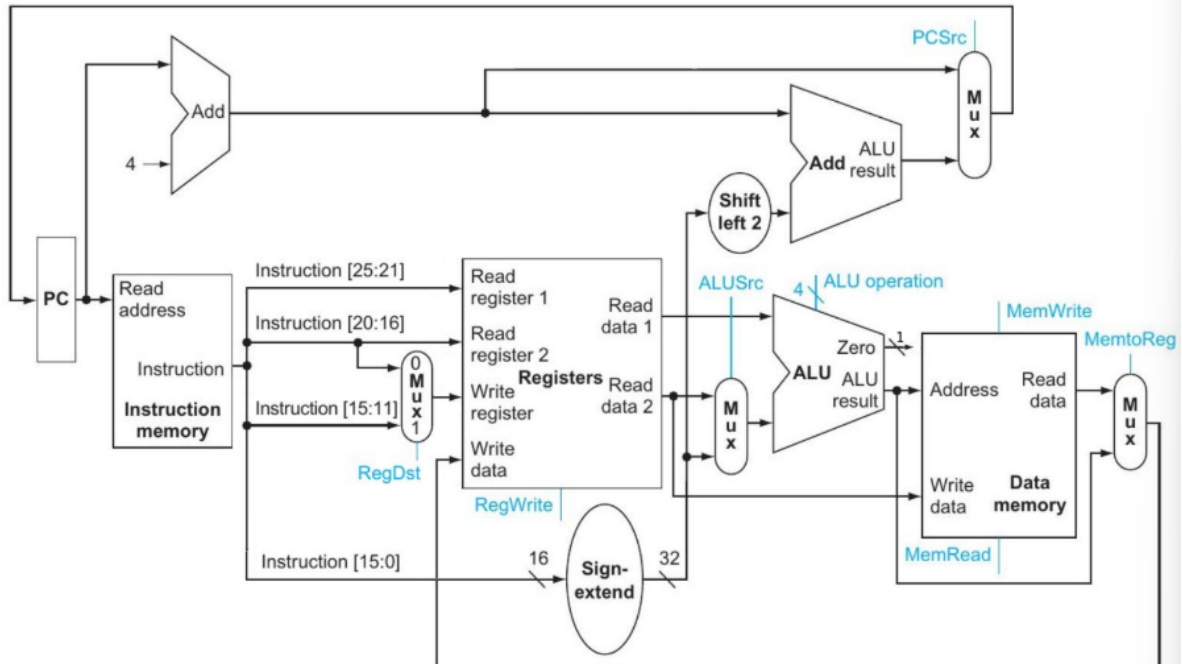 PCSrc
Add
4
M
u
x
Add
ALU
result
Shift
left 2
PC
Read
address
Instruction
Instruction
memory
Instruction [25:21]
Instruction [20:16]
Instruction [15:11]
0
M
u
x
1
RegDst
Read
register 1
Read
register 2
Write
register
Write
data
Registers
Read
data 1
Read
data 2
RegWrite
Instruction [15:0]
16
Sign-
extend
32
ALUSrc
M
u
x
4
ALU operation
Zero
1
ALU
ALU
result
MemWrite
Address
Read
data
Write
data
Data
memory
MemRead
MemtoReg
M
u
x